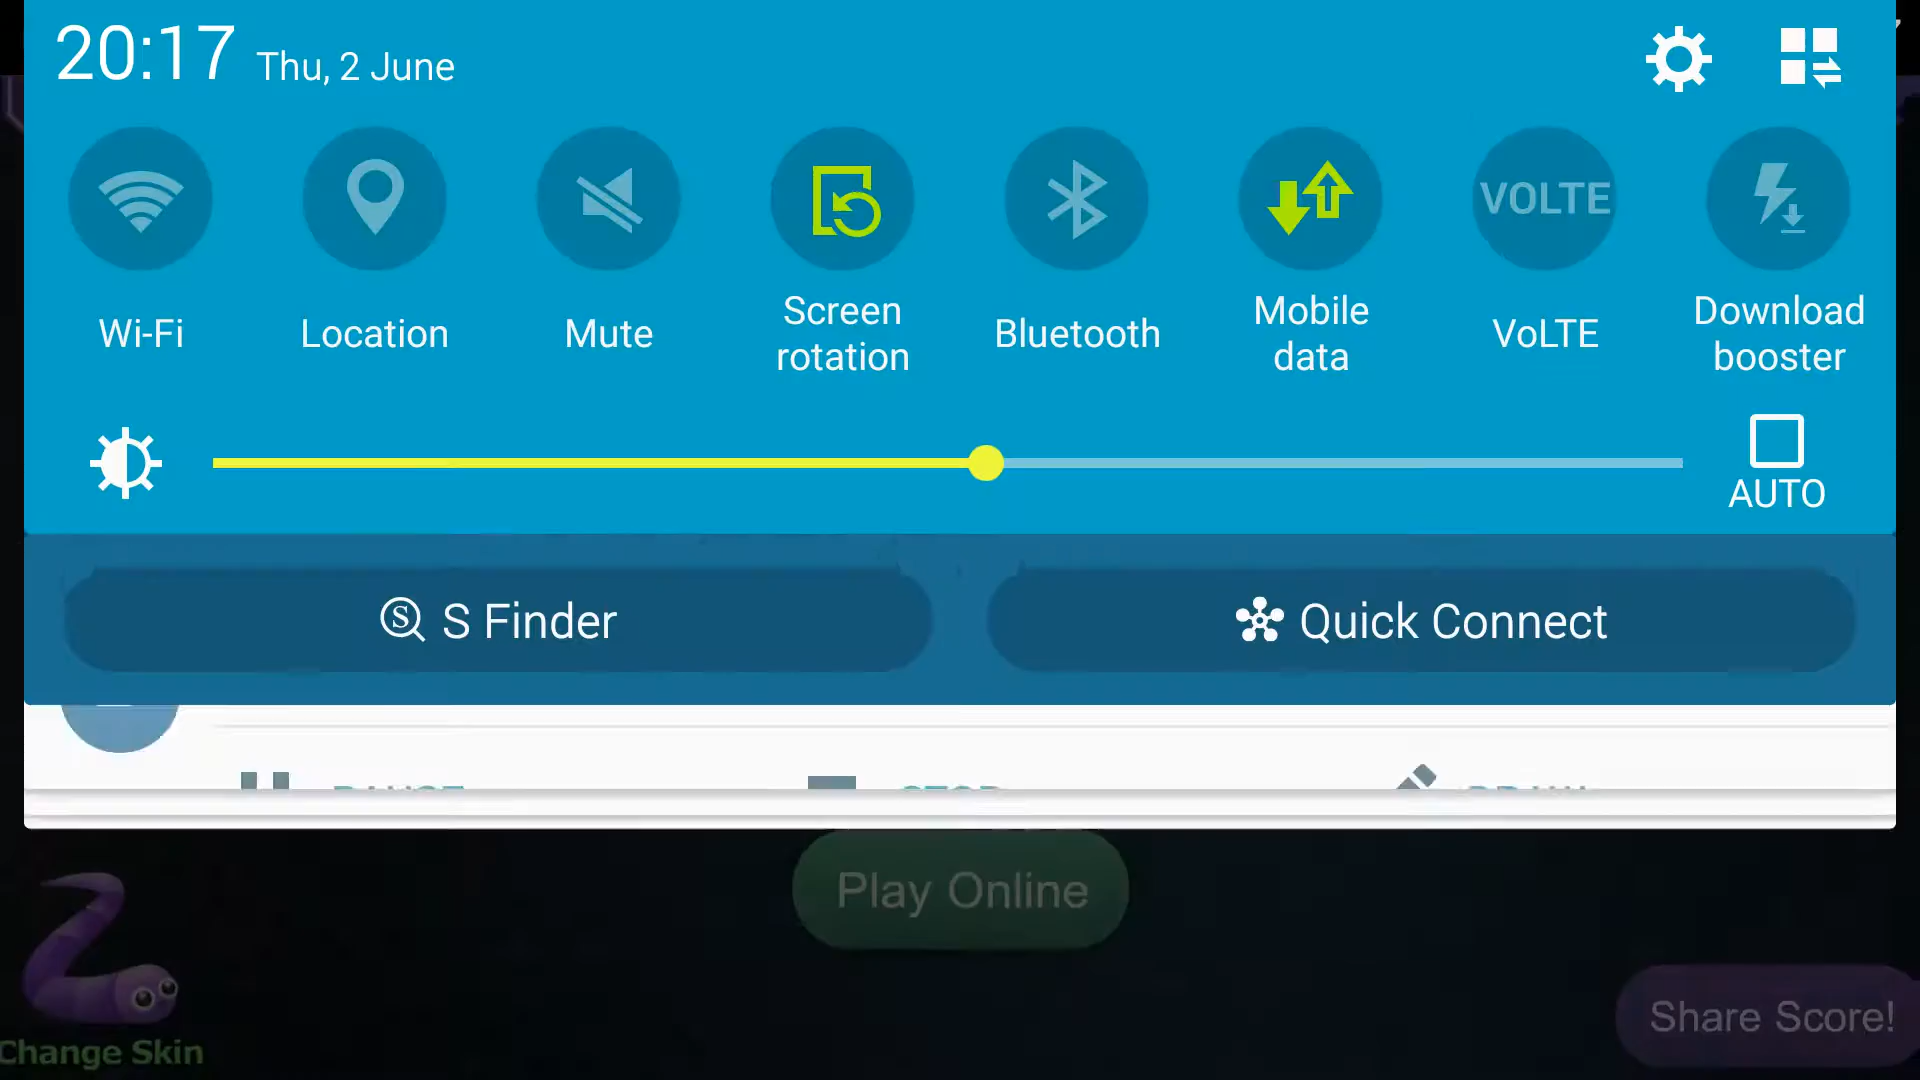 20:17 Thu, 2 June
VOLTE
Wi-Fi
Location
Mute
Screen
rotation
Bluetooth
Mobile
data
VoLTE
Download
booster
AUTO
S Finder
Quick Connect
Play Online
Share Score!
Change Skin